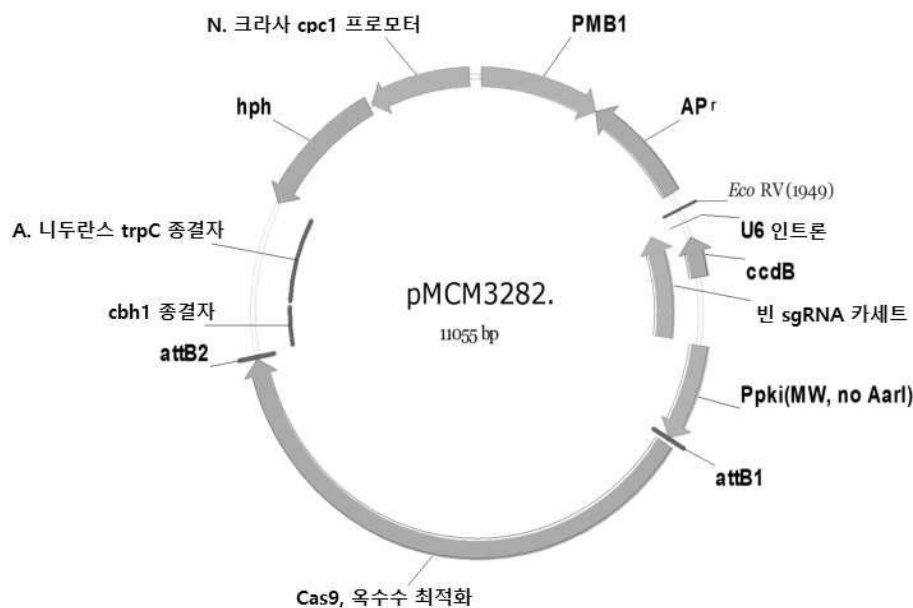 N. 크라사 cpc1 프로모터
PMB1
hph
APr
Eco RV(1949)
A. 니두란스 trpC 종결자
U6 인트론
ccdB
pMCM3282.
cbh1 종결자
빈 sgRNA 카세트
11055 bp
attB2
Ppki(MW, no AarI)
attB1
Cas9, 옥수수 최적화